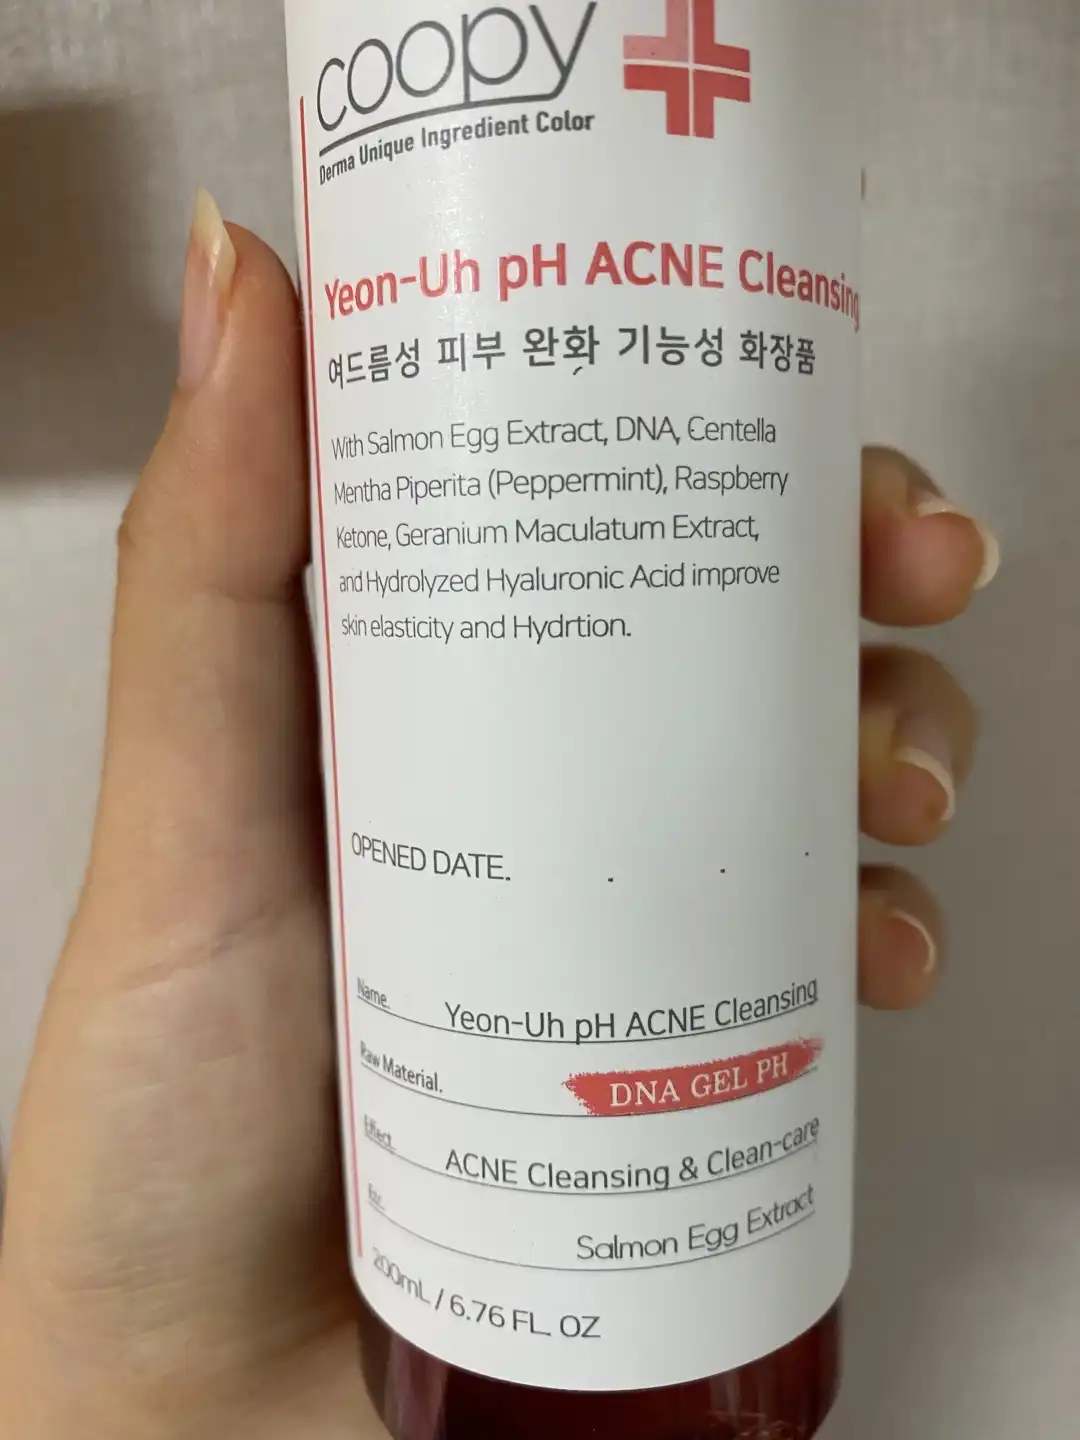 coopy
Derma Unique Ingredient Color
Yeon-Uh pH ACNE Cleansing
여드름성 피부 완화 기능성 화장품
With Salmon Egg Extract, DNA, Centella
Mentha Piperita (Peppermint), Raspberry
Ketone, Geranium Maculatum Extract,
and Hydrolyzed Hyaluronic Acid improve
skin elasticity and Hydrtion.
OPENED DATE. . . .
Name. Yeon-Uh pH ACNE Cleansing
Raw Material. DNA GEL PH
Effect. ACNE Cleansing & Clean-care
Etc. Salmon Egg Extract
200mL / 6.76 FL. OZ